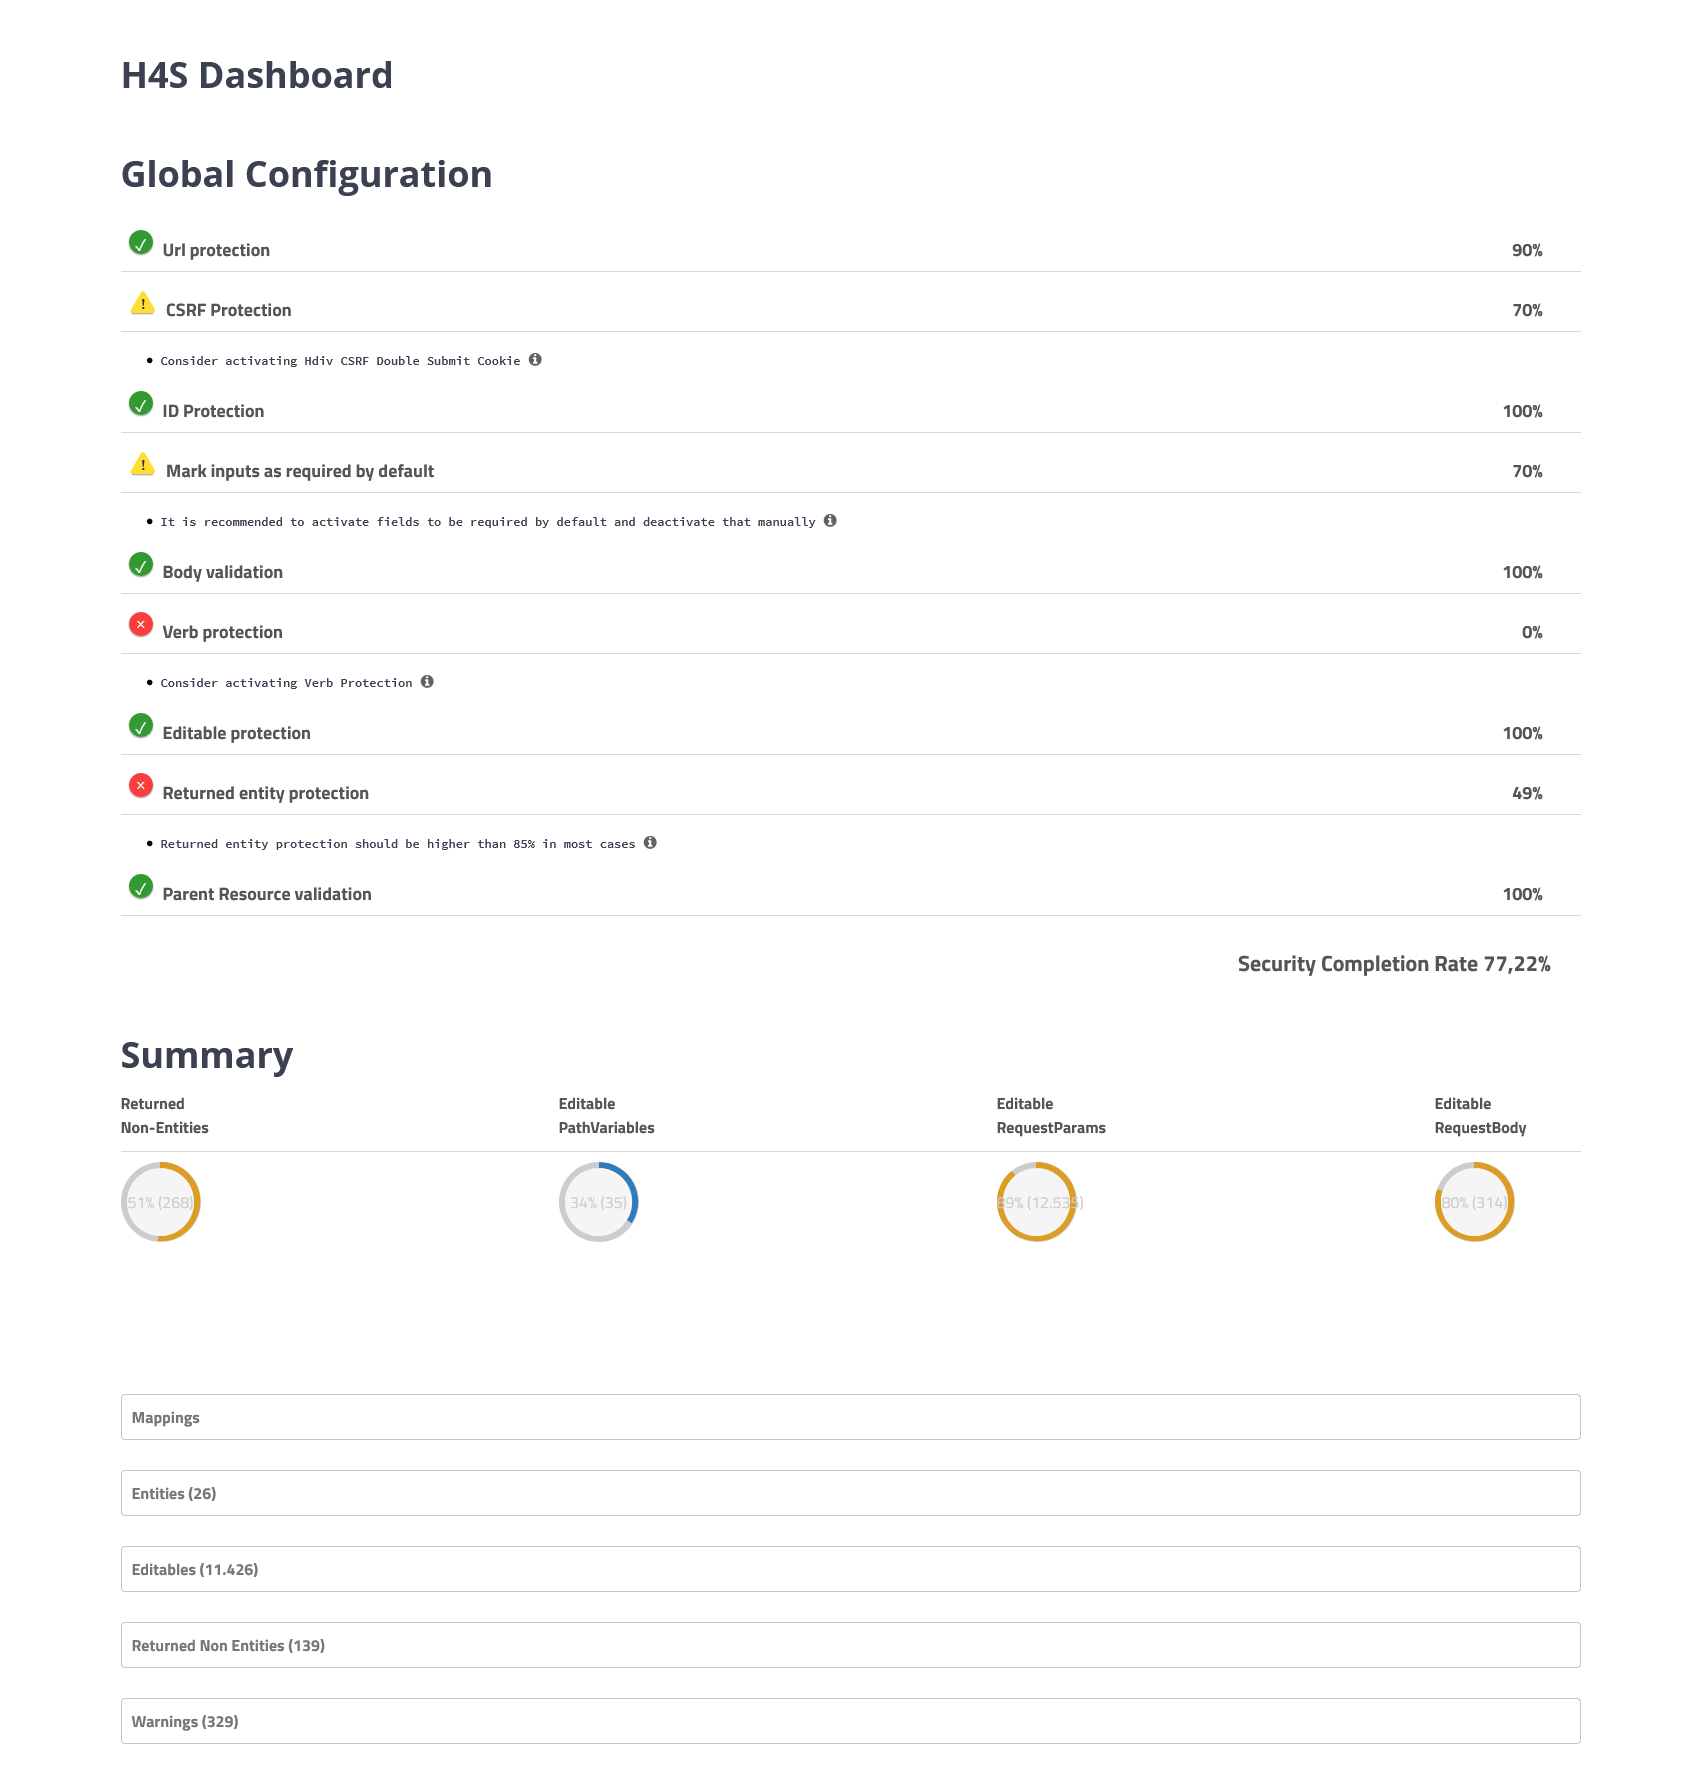 H4S Dashboard
Global Configuration
Url protection 90%
CSRF Protection 70%
Consider activating Hdiv CSRF Double Submit Cookie
ID Protection 100%
Mark inputs as required by default 70%
It is recommended to activate fields to be required by default and deactivate that manually
Body validation 100%
Verb protection 0%
Consider activating Verb Protection
Editable protection 100%
Returned entity protection 49%
Returned entity protection should be higher than 85% in most cases
Parent Resource validation 100%
Security Completion Rate 77,22%
Summary
Returned Editable Editable Editable
Non-Entities PathVariables RequestParams RequestBody
51% (268) 34% (35) 89% (12.535) 80% (314)
Mappings
Entities (26)
Editables (11.426)
Returned Non Entities (139)
Warnings (329)